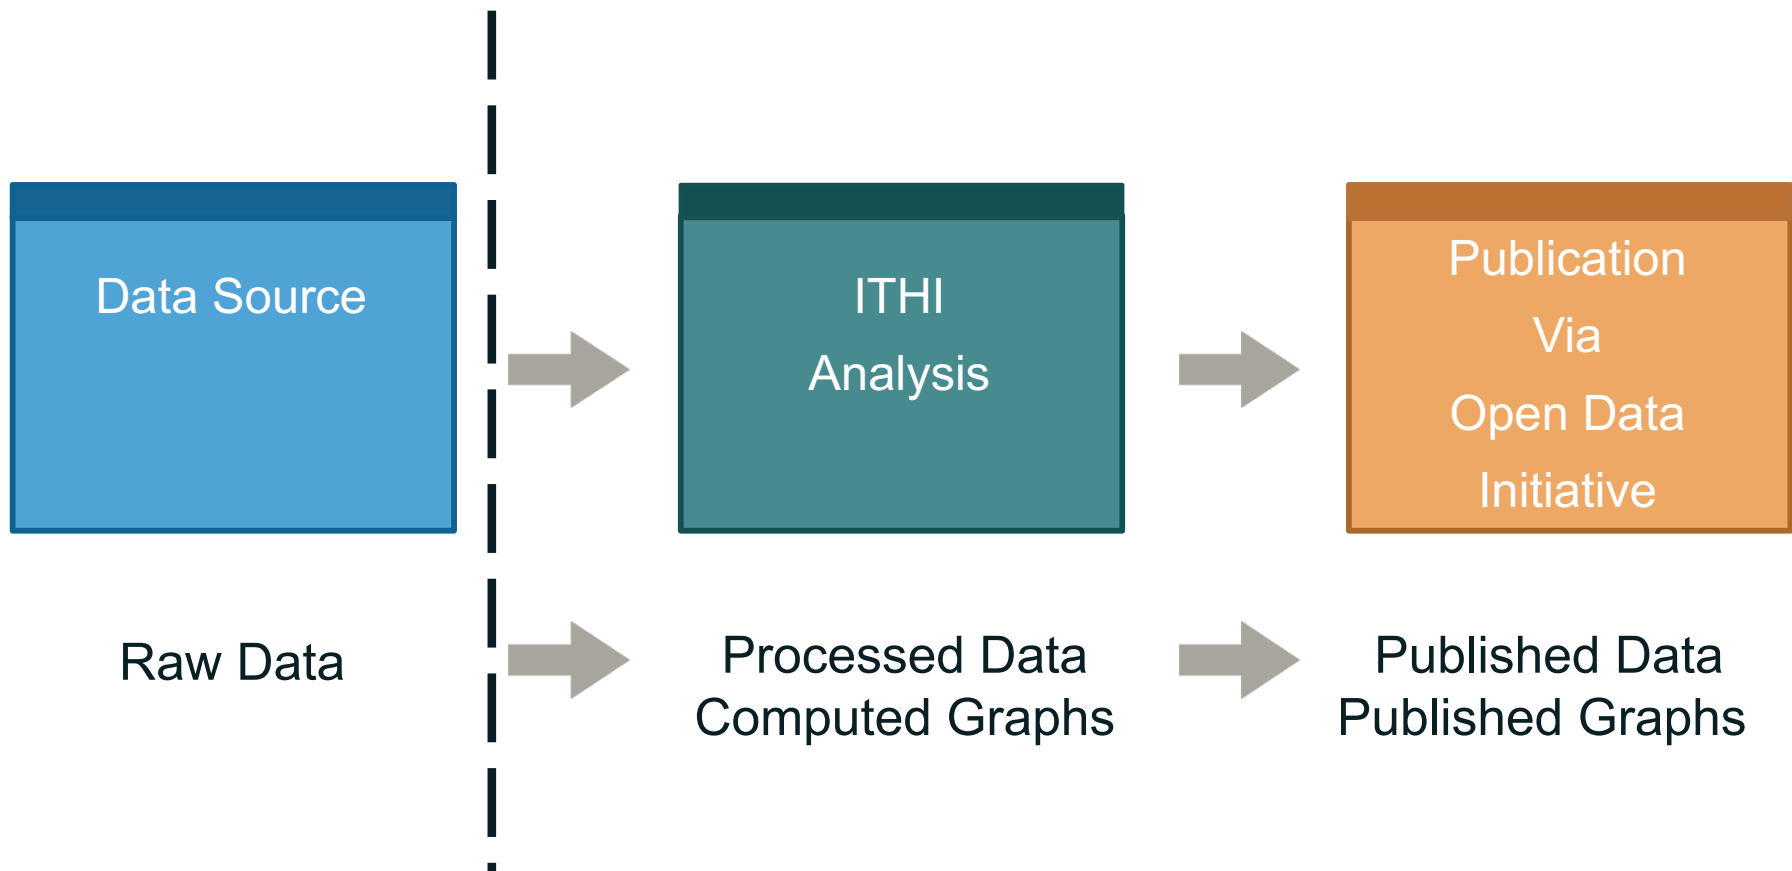 Data Source
ITHI
Analysis
Publication
Via
Open Data
Initiative
Raw Data
Processed Data
Computed Graphs
Published Data
Published Graphs